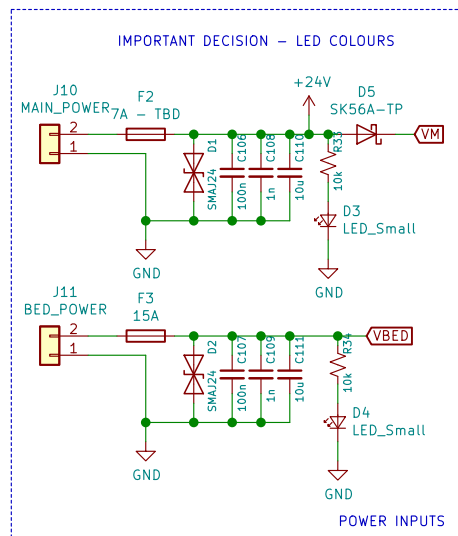 IMPORTANT DECISION - LED COLOURS
J10
MAIN_POWER
2
1
F2
7A - TBD
D1
SMAJ24
C106
100n
C108
1n
C110
10u
+24V
R33
10k
D5
SK56A-TP
VM
D3
LED_Small
GND
GND
J11
BED_POWER
2
1
F3
15A
D2
SMAJ24
C107
100n
C109
1n
C111
10u
R34
10k
VBED
D4
LED_Small
GND
GND
POWER INPUTS